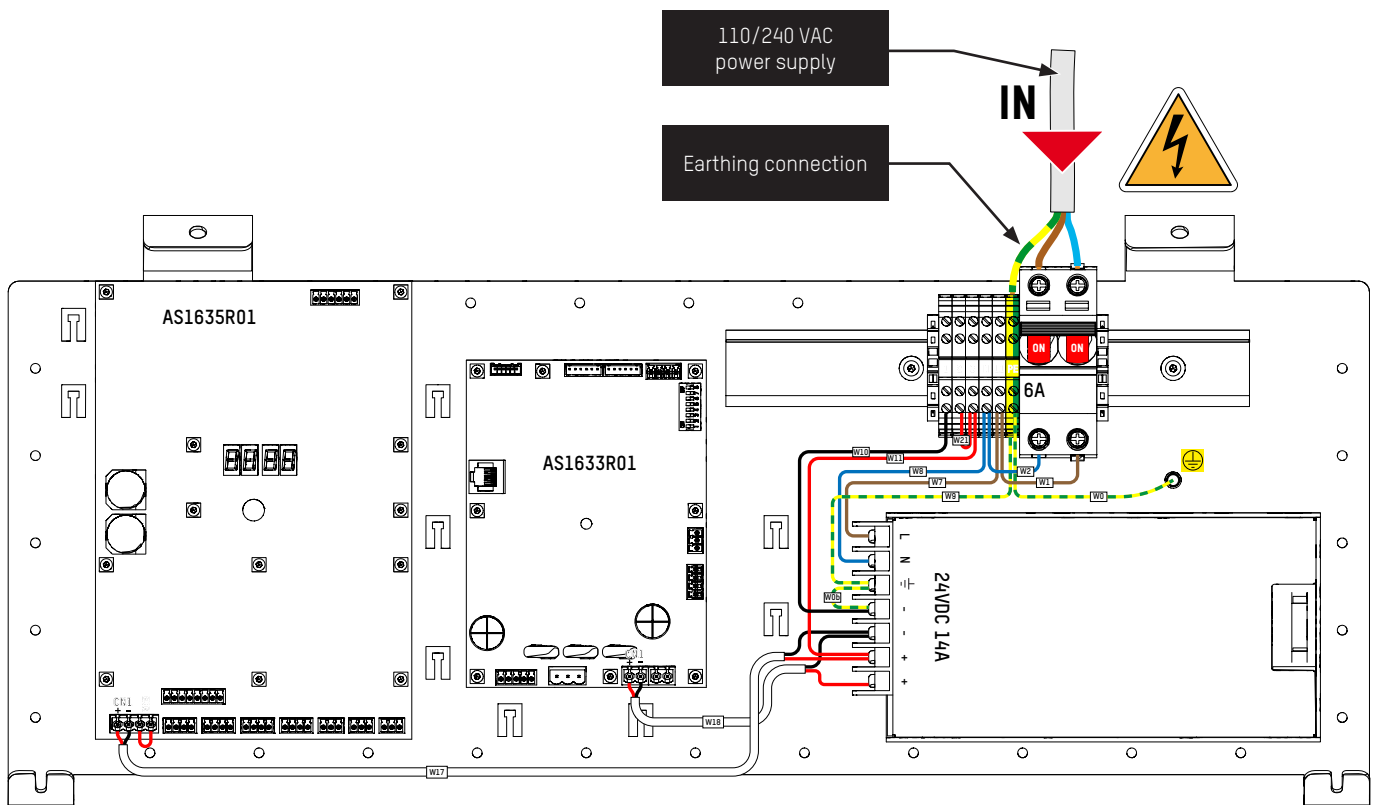 110/240 VAC
power supply
IN
Earthing connection
AS1635R01
AS1633R01
ON
ON
6A
W21
W10
W11
W8
W2
W7
W1
W9
W0
W0b
L
N
-
-
+
+
24VDC 14A
CN1
+ -
CN1
+ -
W18
W17